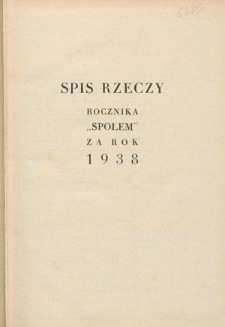 SPIS RZECZY
ROCZNIKA
„SPOŁEM”
ZA ROK
1938